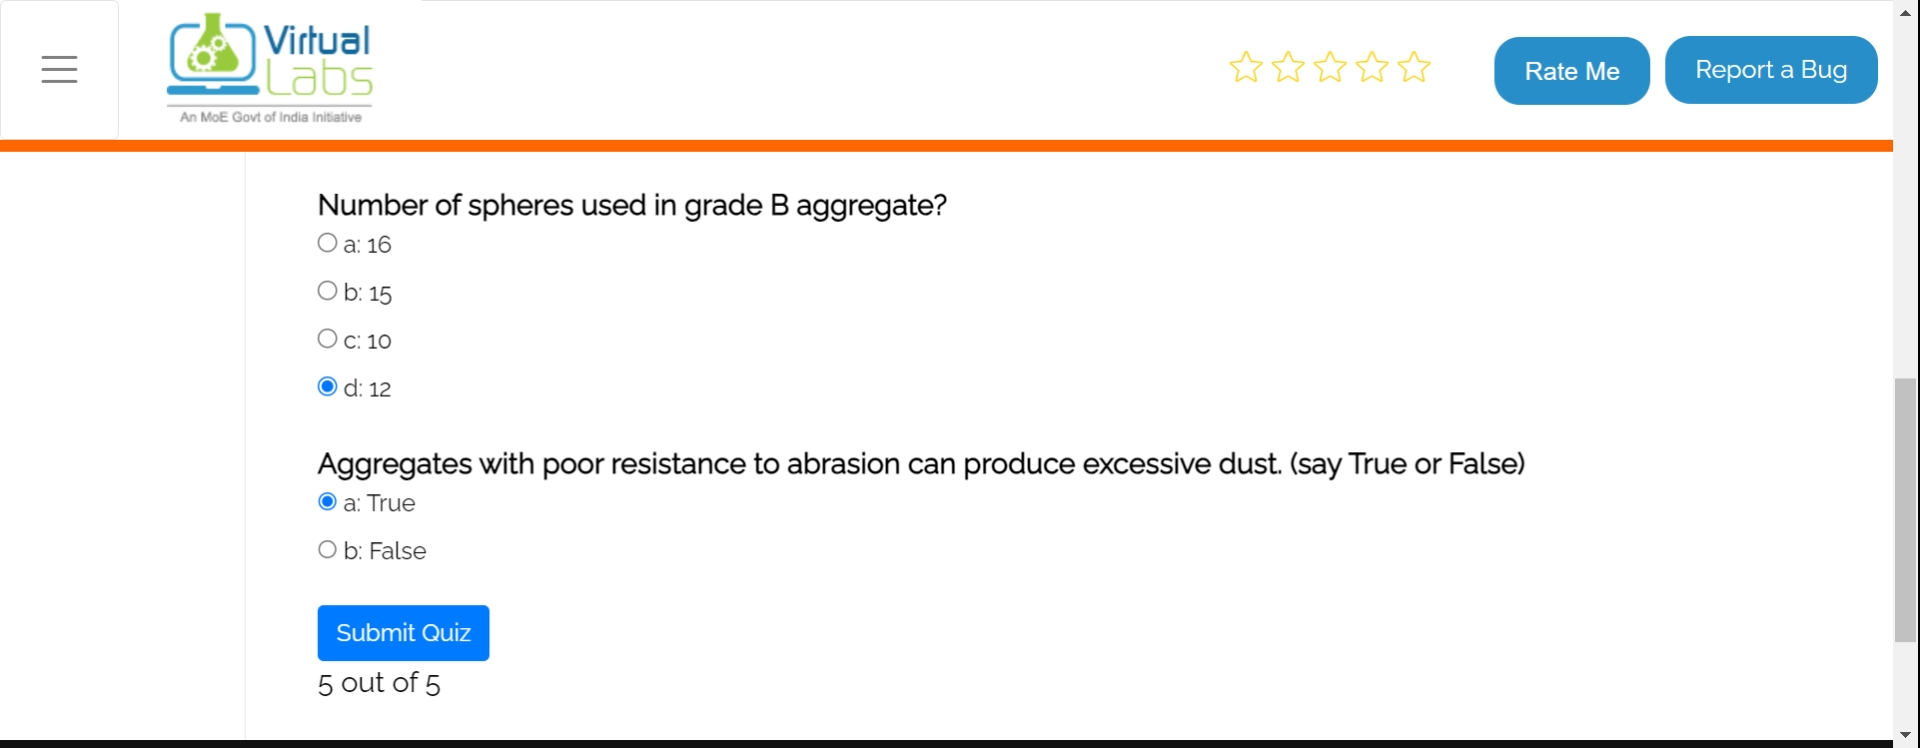 Virtual
Labs
An MoE Govt of India Initiative
Rate Me
Report a Bug
Number of spheres used in grade B aggregate?
a: 16
b: 15
c: 10
d: 12
Aggregates with poor resistance to abrasion can produce excessive dust. (say True or False)
a: True
b: False
Submit Quiz
5 out of 5